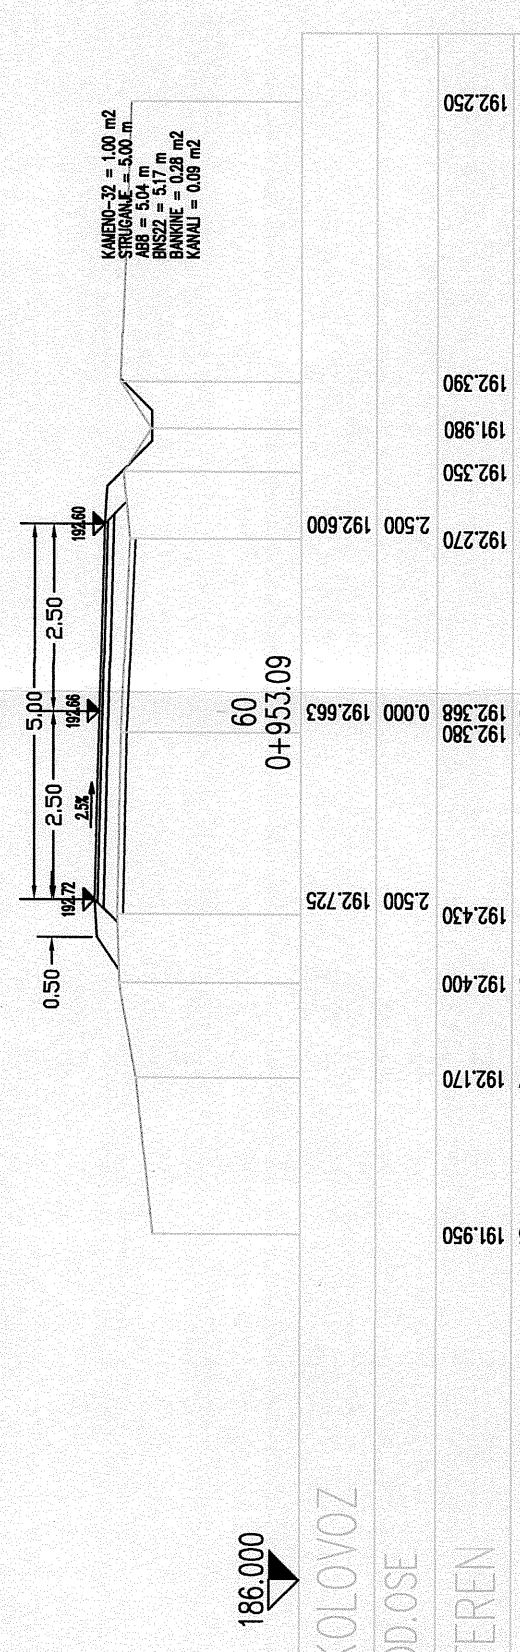 5.00
0.50 2.50 2.50
192.72 2.5% 192.66 192.60
KAMENO-32 = 1.00 m2
STRUGANJE = 5.00 m
AB8 = 5.04 m
BNS22 = 5.17 m
BANKINE = 0.28 m2
KANALI = 0.09 m2
60
0+953.09
186.000
KOLOVOZ 192.725 192.663 192.600
OD.OSE 2.500 0.000 2.500
TEREN 191.950 192.170 192.400 192.430 192.380 192.368 192.270 192.350 191.980 192.390 192.250